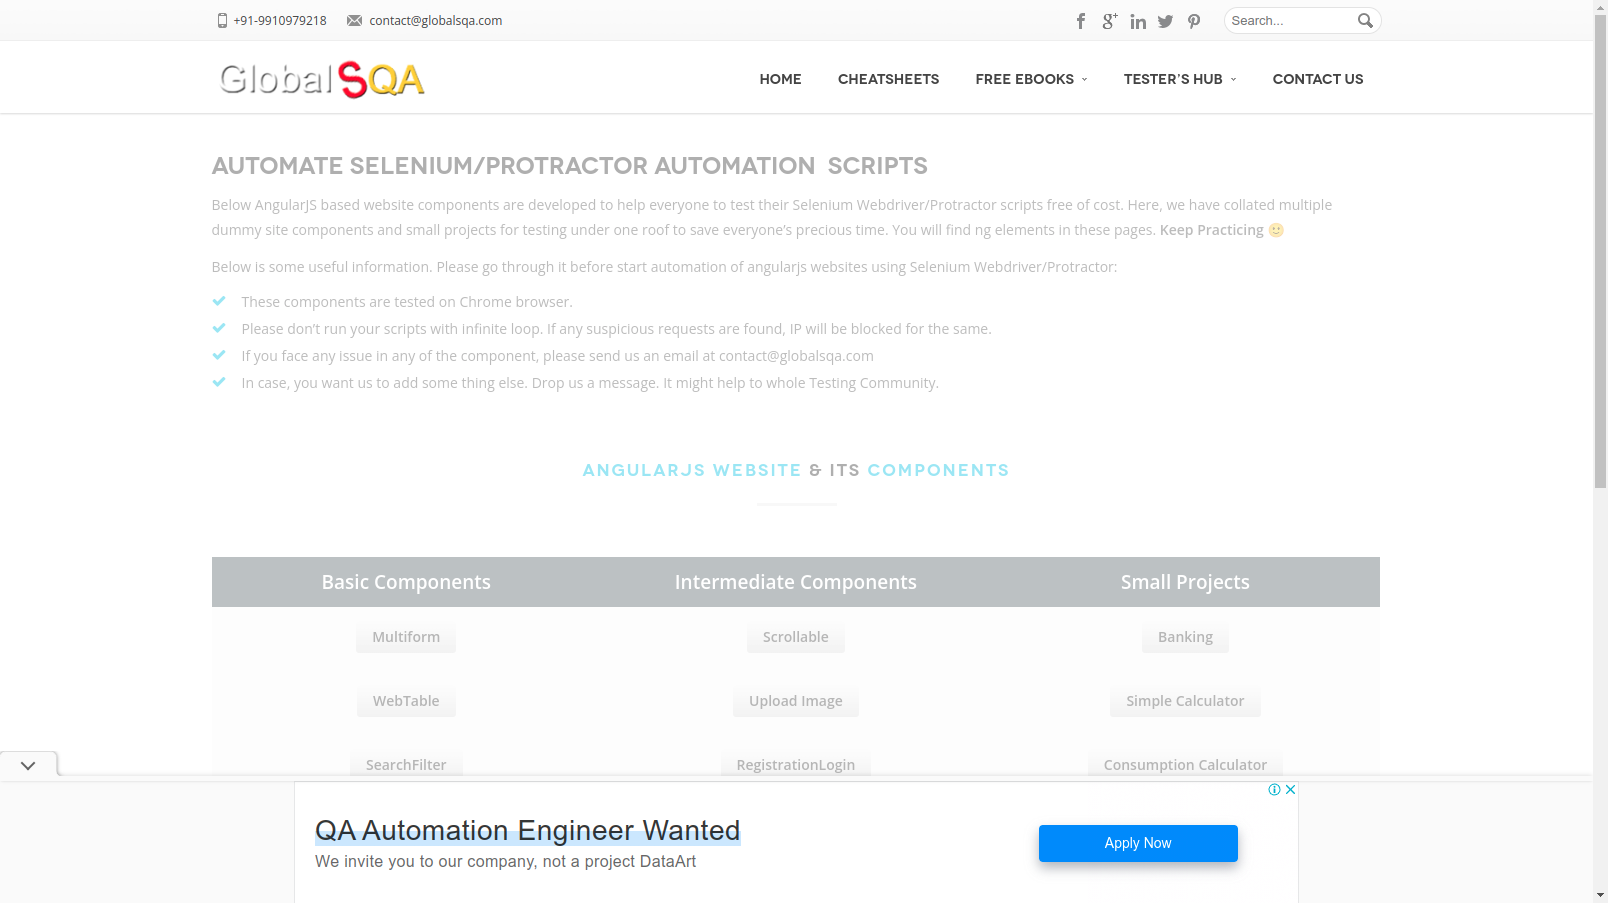 +91-9910979218 contact@globalsqa.com Search...
GlobalSQA HOME CHEATSHEETS FREE EBOOKS TESTER'S HUB CONTACT US
AUTOMATE SELENIUM/PROTRACTOR AUTOMATION SCRIPTS
Below AngularJS based website components are developed to help everyone to test their Selenium Webdriver/Protractor scripts free of cost. Here, we have collated multiple
dummy site components and small projects for testing under one roof to save everyone's precious time. You will find ng elements in these pages. Keep Practicing 🙂
Below is some useful information. Please go through it before start automation of angularjs websites using Selenium Webdriver/Protractor:
These components are tested on Chrome browser.
Please don't run your scripts with infinite loop. If any suspicious requests are found, IP will be blocked for the same.
If you face any issue in any of the component, please send us an email at contact@globalsqa.com
In case, you want us to add some thing else. Drop us a message. It might help to whole Testing Community.
ANGULARJS WEBSITE & ITS COMPONENTS
Basic Components Intermediate Components Small Projects
Multiform Scrollable Banking
WebTable Upload Image Simple Calculator
SearchFilter RegistrationLogin Consumption Calculator
QA Automation Engineer Wanted
We invite you to our company, not a project DataArt
Apply Now